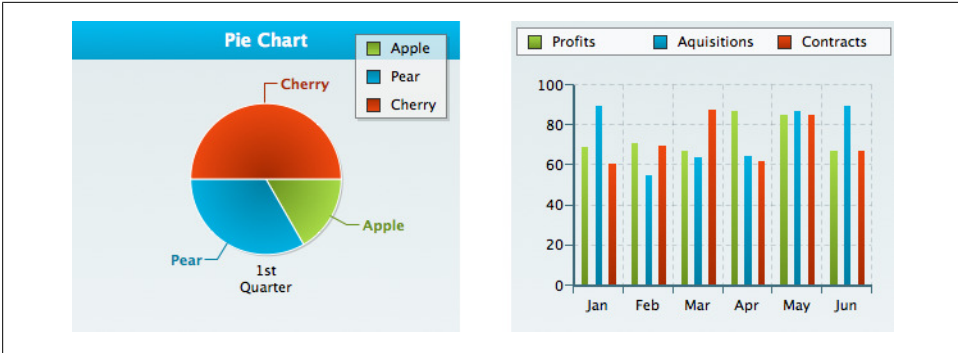 Pie Chart
Apple
Pear
Cherry
Cherry
Apple
Pear
1st
Quarter
Profits Aquisitions Contracts
100
80
60
40
20
0
Jan Feb Mar Apr May Jun